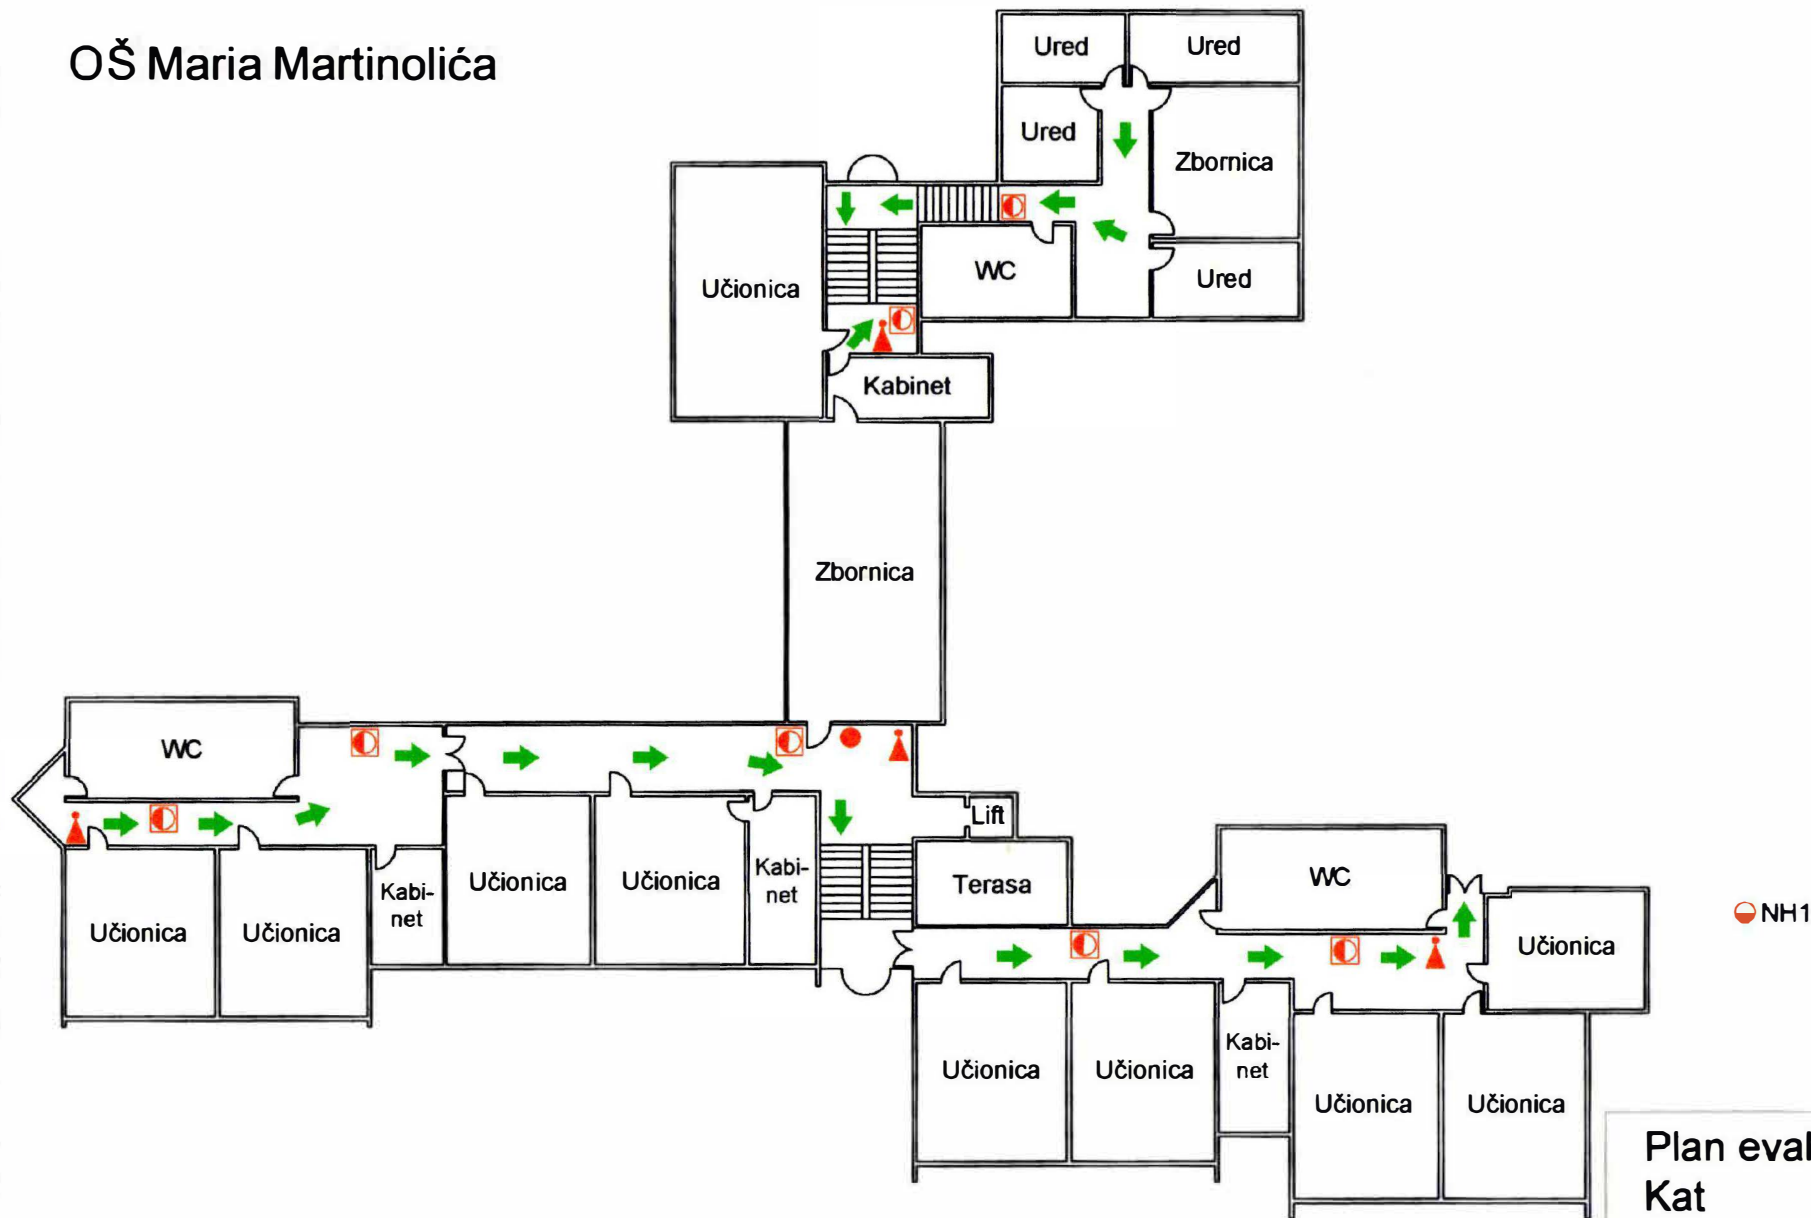 OŠ Maria Martinolića
Ured
Ured
Ured
Zbornica
Učionica
WC
Ured
Kabinet
Zbornica
WC
Lift
Učionica
Učionica
Kabi-
net
Učionica
Učionica
Kabi-
net
Terasa
WC
NH1
Učionica
Učionica
Učionica
Kabi-
net
Učionica
Učionica
Plan eval
Kat